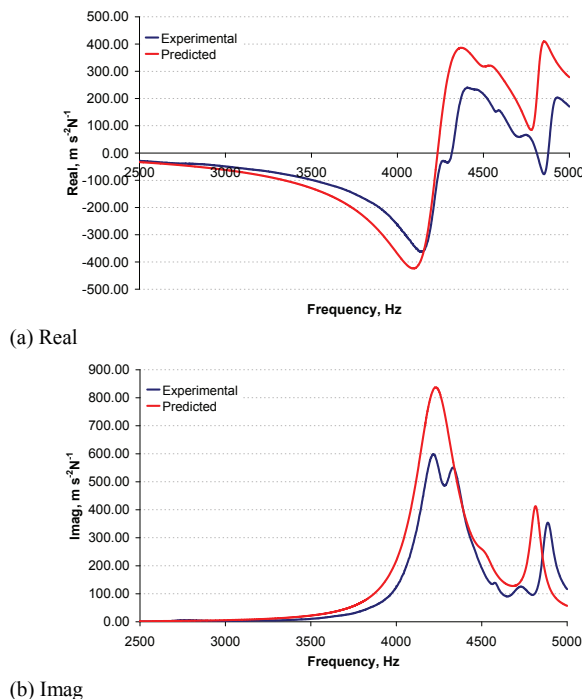 500.00
400.00
300.00
200.00
100.00
0.00
-100.00
-200.00
-300.00
-400.00
-500.00
Real, m s⁻²N⁻¹
Experimental
Predicted
2500 3000 3500 4000 4500 5000
Frequency, Hz
(a) Real
900.00
800.00
700.00
600.00
500.00
400.00
300.00
200.00
100.00
0.00
Imag, m s⁻²N⁻¹
Experimental
Predicted
2500 3000 3500 4000 4500 5000
Frequency, Hz
(b) Imag